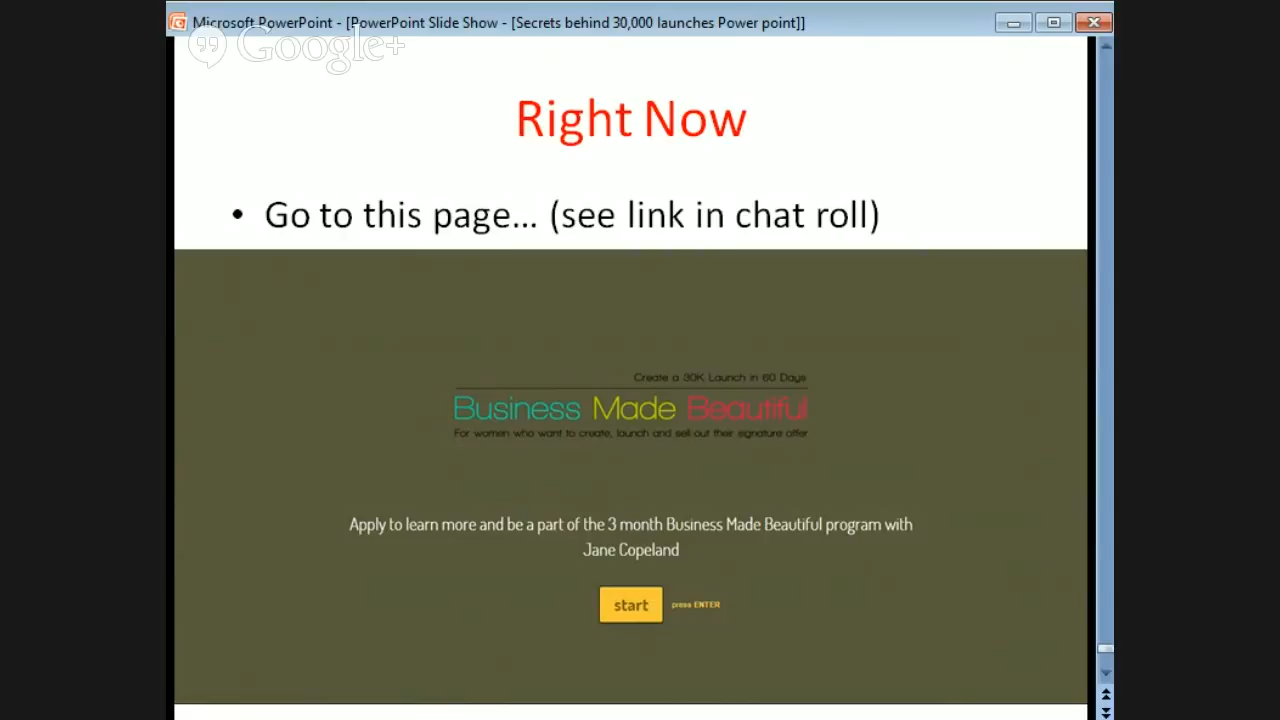 Microsoft PowerPoint - [PowerPoint Slide Show - [Secrets behind 30,000 launches Power point]]
Google+
Right Now
• Go to this page... (see link in chat roll)
Create a 30K Launch in 60 Days
Business Made Beautiful
For women who want to create, launch and sell out their signature offer
Apply to learn more and be a part of the 3 month Business Made Beautiful program with
Jane Copeland
start press ENTER